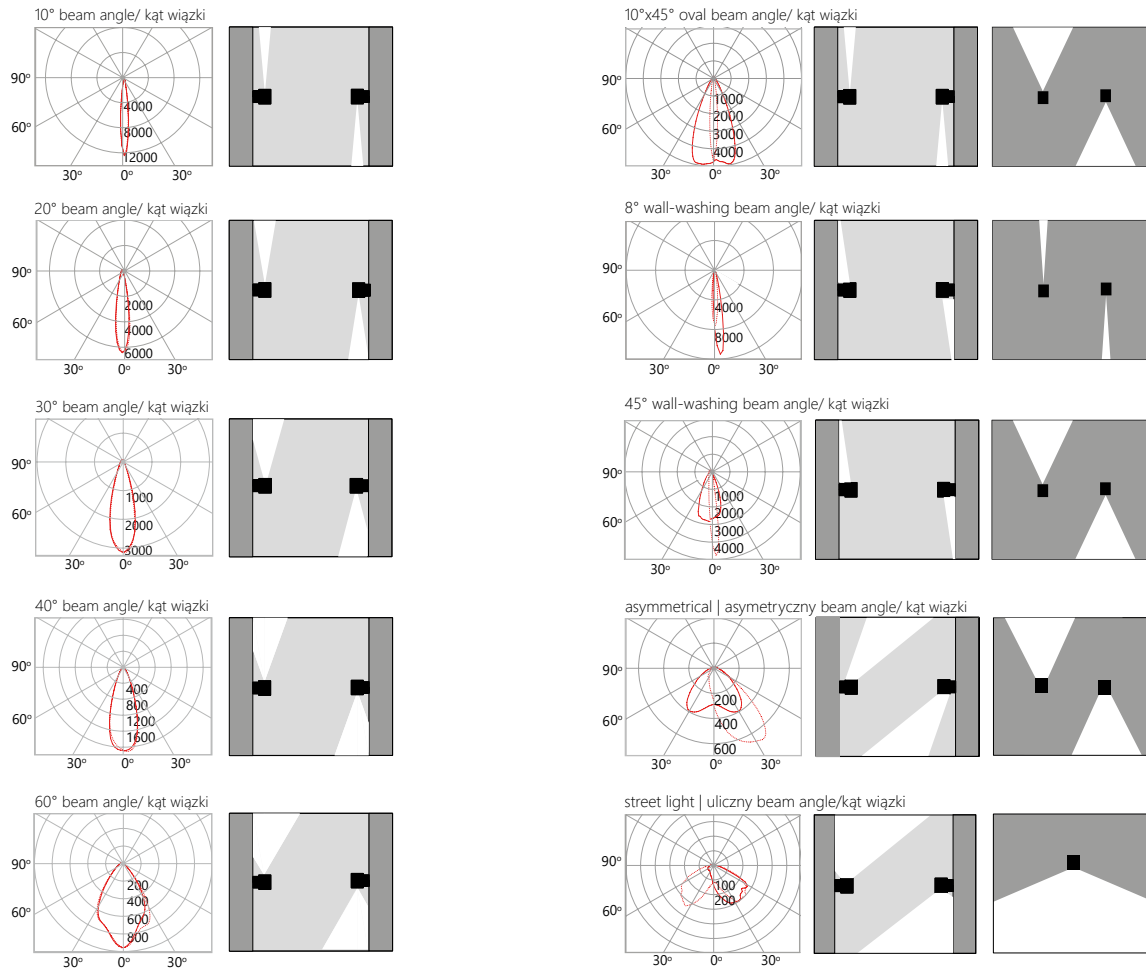 10° beam angle/ kąt wiązki
90°
60°
4000
8000
12000
30° 0° 30°
20° beam angle/ kąt wiązki
90°
60°
2000
4000
6000
30° 0° 30°
30° beam angle/ kąt wiązki
90°
60°
1000
2000
3000
30° 0° 30°
40° beam angle/ kąt wiązki
90°
60°
400
800
1200
1600
30° 0° 30°
60° beam angle/ kąt wiązki
90°
60°
200
400
600
800
30° 0° 30°
10°x45° oval beam angle/ kąt wiązki
90°
60°
1000
2000
3000
4000
30° 0° 30°
8° wall-washing beam angle/ kąt wiązki
90°
60°
4000
8000
30° 0° 30°
45° wall-washing beam angle/ kąt wiązki
90°
60°
1000
2000
3000
4000
30° 0° 30°
asymmetrical | asymetryczny beam angle/ kąt wiązki
90°
60°
200
400
600
30° 0° 30°
street light | uliczny beam angle/kąt wiązki
90°
60°
100
200
30° 0° 30°